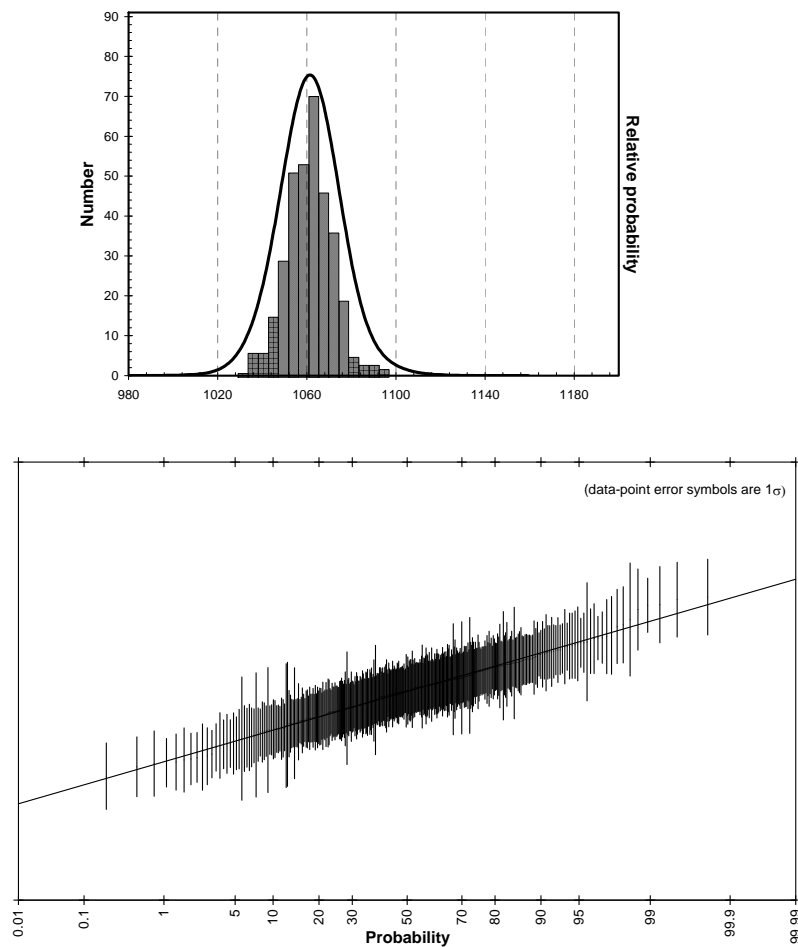 90
80
70
60
50
40
30
20
10
0
Number
Relative probability
980 1020 1060 1100 1140 1180
(data-point error symbols are 1σ)
0.01 0.1 1 5 10 20 30 50 70 80 90 95 99 99.9 99.99
Probability